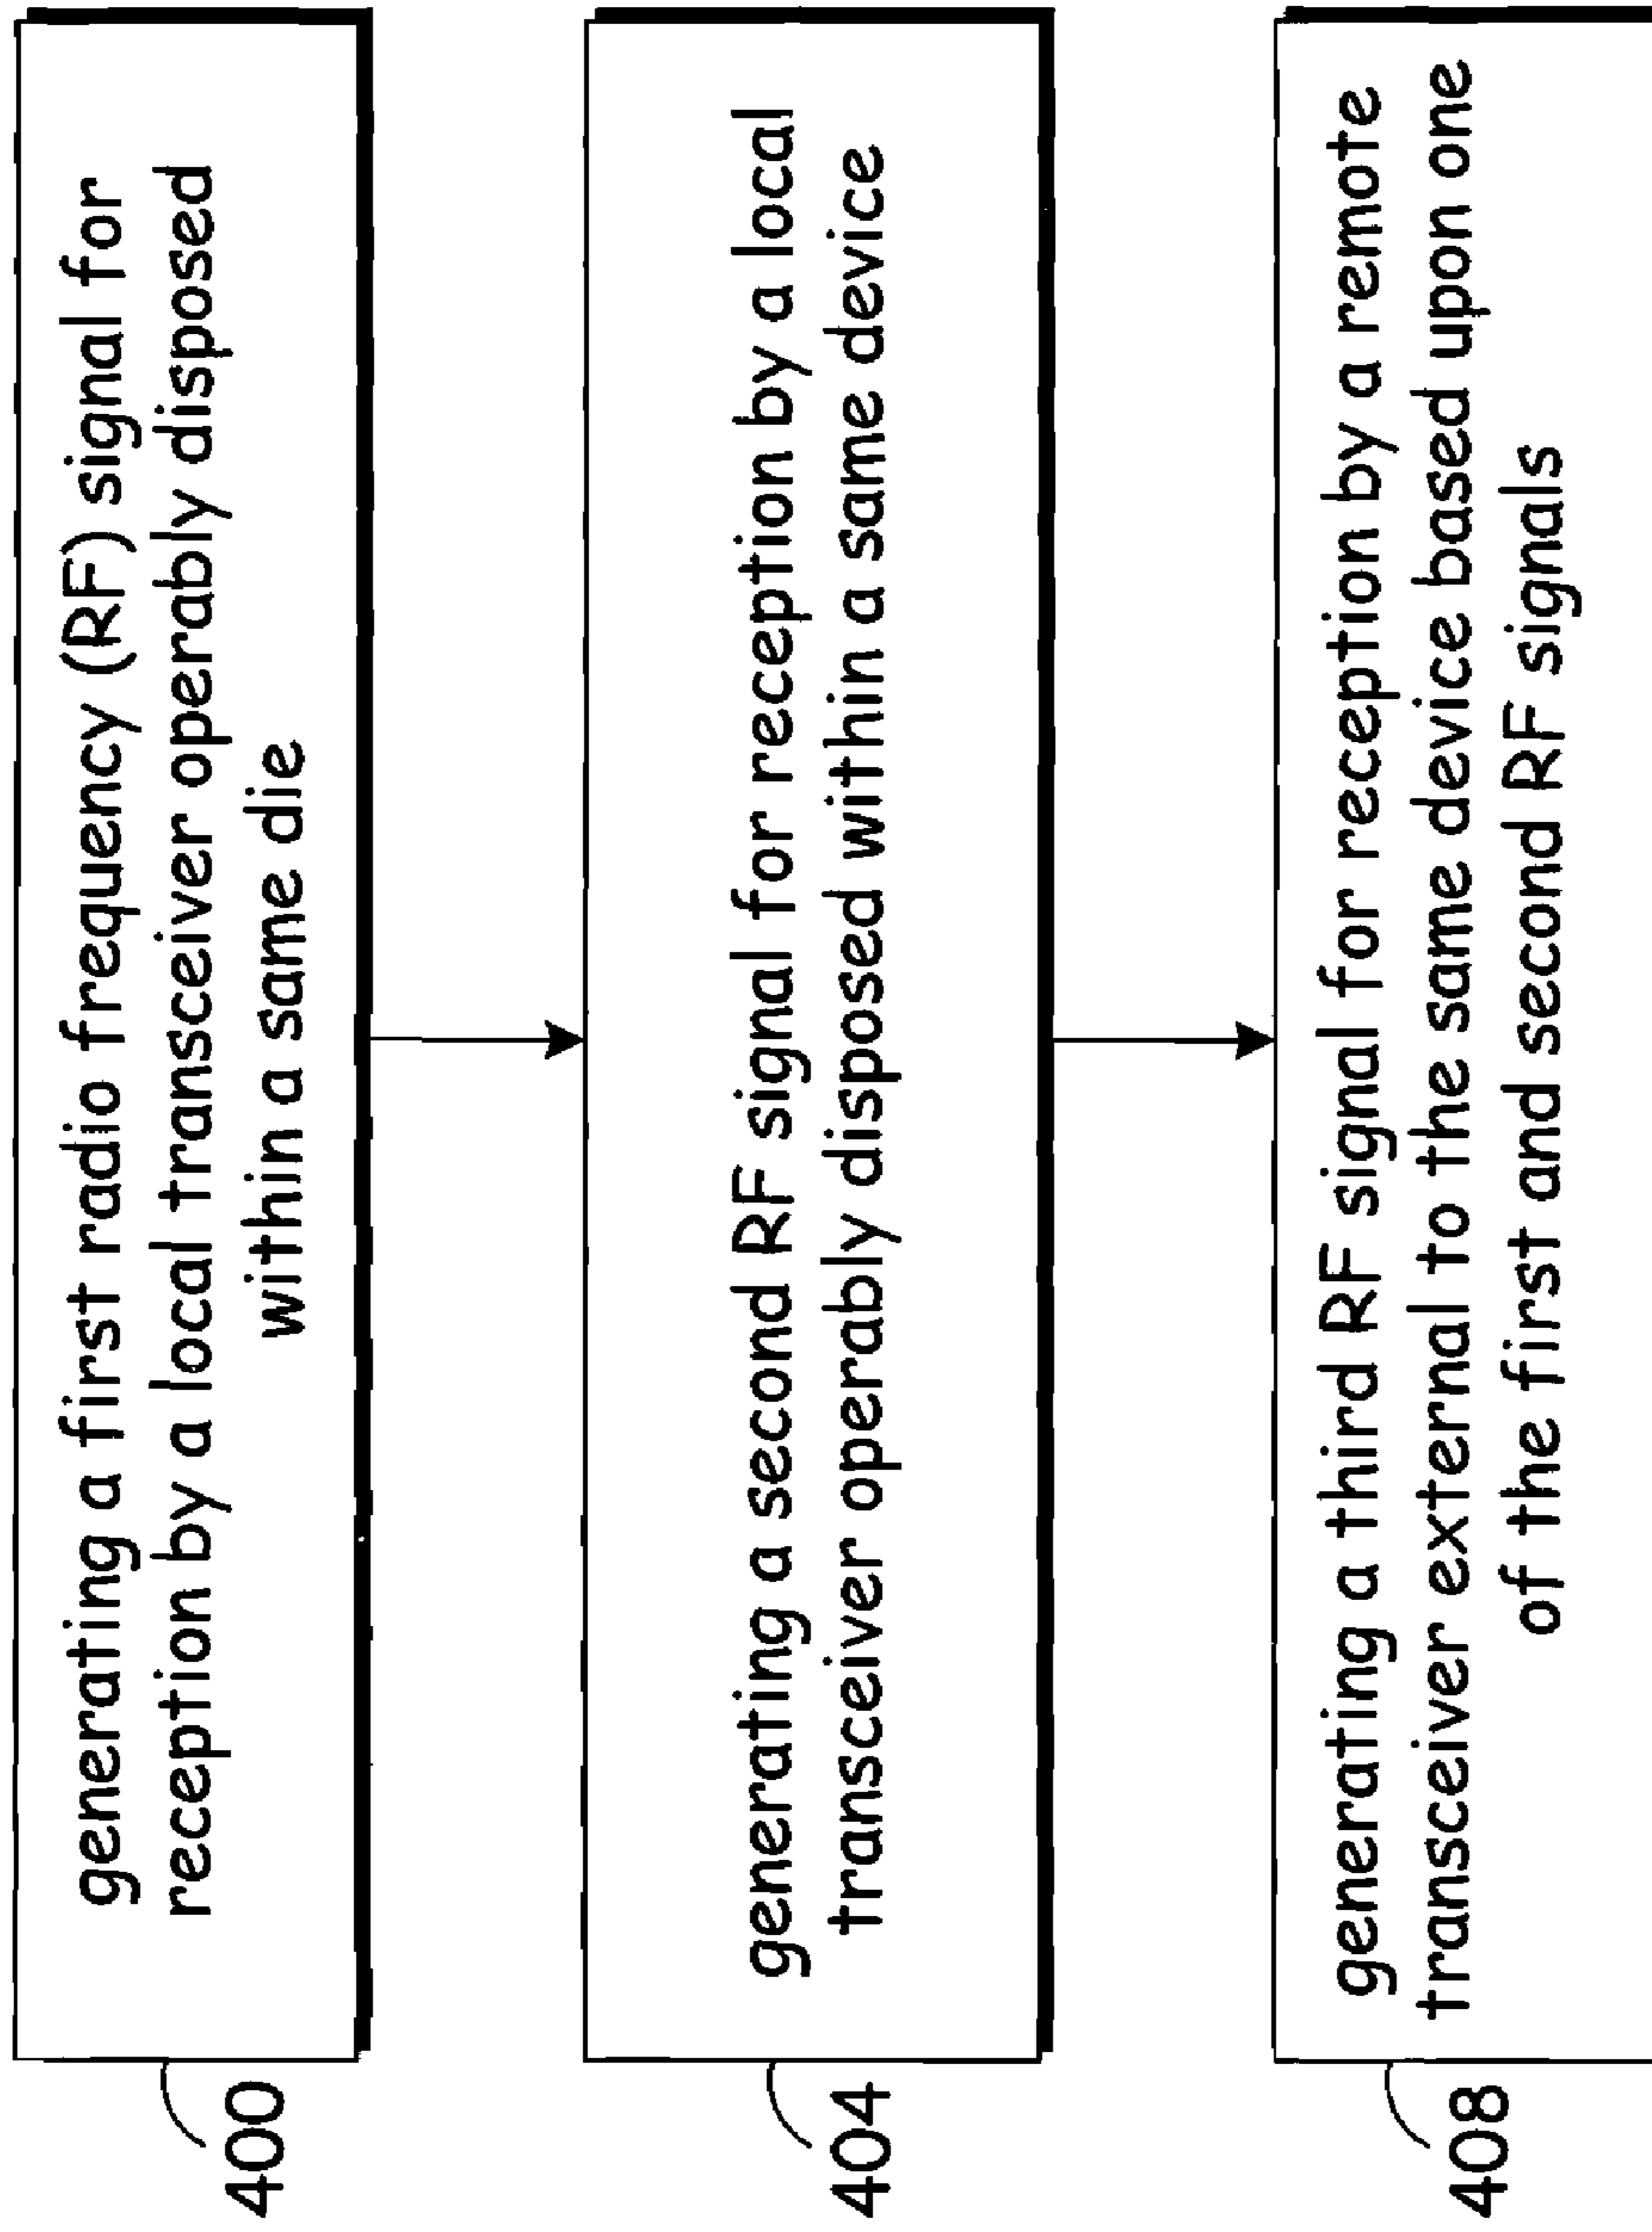 generating a first radio frequency (RF) signal for
reception by a local transceiver operably disposed
within a same die
400
generating a second RF signal for reception by a local
transceiver operably disposed within a same device
404
generating a third RF signal for reception by a remote
transceiver external to the same device based upon one
of the first and second RF signals
408